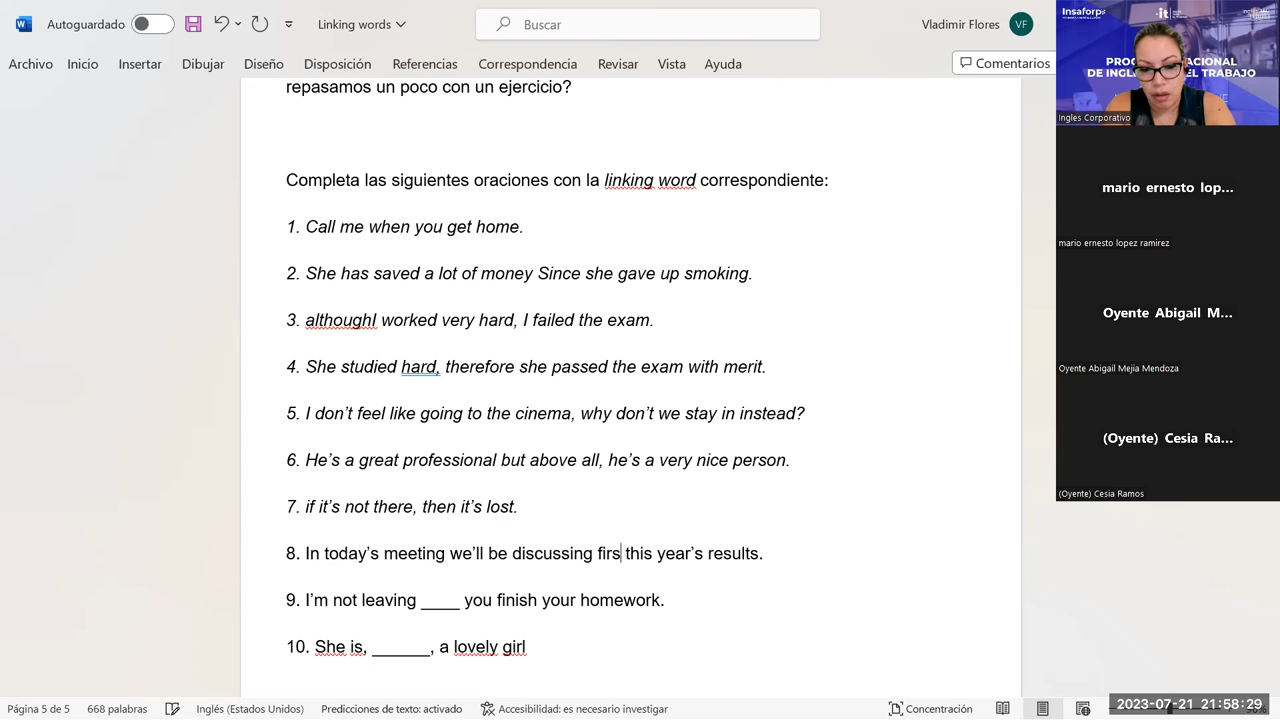 Autoguardado
Linking words
Buscar
Vladimir Flores
VF
Archivo Inicio Insertar Dibujar Diseño Disposición Referencias Correspondencia Revisar Vista Ayuda
Comentarios
repasamos un poco con un ejercicio?
Completa las siguientes oraciones con la linking word correspondiente:
1. Call me when you get home.
2. She has saved a lot of money Since she gave up smoking.
3. althoughI worked very hard, I failed the exam.
4. She studied hard, therefore she passed the exam with merit.
5. I don’t feel like going to the cinema, why don’t we stay in instead?
6. He’s a great professional but above all, he’s a very nice person.
7. if it’s not there, then it’s lost.
8. In today’s meeting we’ll be discussing firs this year’s results.
9. I’m not leaving ____ you finish your homework.
10. She is, ______, a lovely girl
Insaforp
Ingles Corporativo
mario ernesto lop...
mario ernesto lopez ramirez
Oyente Abigail M...
Oyente Abigail Mejia Mendoza
(Oyente) Cesia Ra...
(Oyente) Cesia Ramos
Página 5 de 5 668 palabras Inglés (Estados Unidos) Predicciones de texto: activado Accesibilidad: es necesario investigar Concentración
2023-07-21 21:58:29